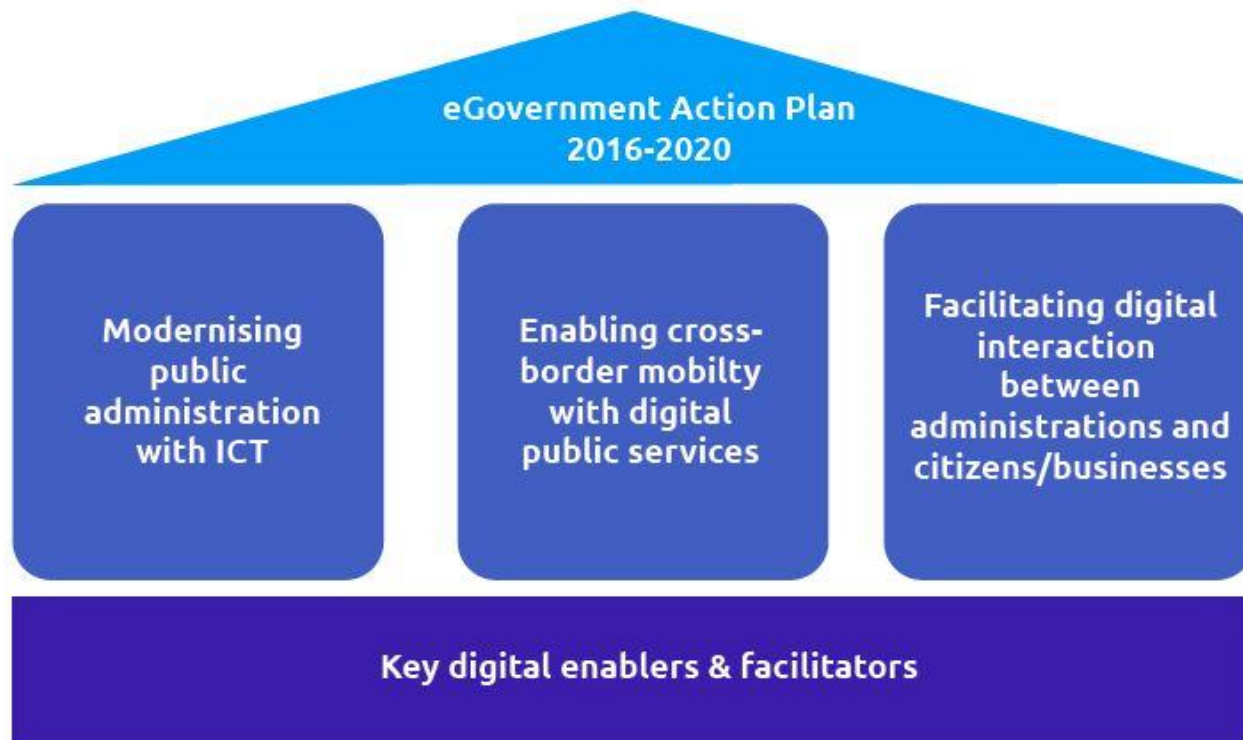 eGovernment Action Plan
2016-2020
Modernising
public
administration
with ICT
Enabling cross-
border mobilty
with digital
public services
Facilitating digital
interaction
between
administrations and
citizens/businesses
Key digital enablers & facilitators